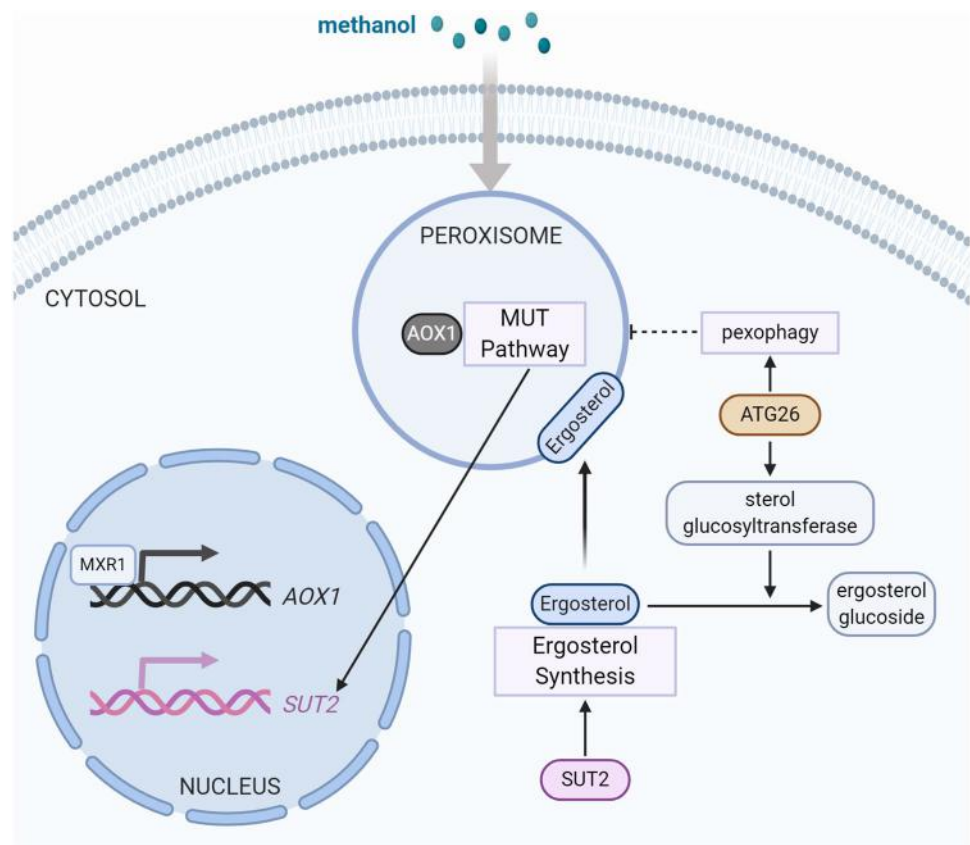 methanol
PEROXISOME
CYTOSOL
AOX1
MUT
Pathway
pexophagy
Ergosterol
ATG26
sterol
glucosyltransferase
MXR1
AOX1
Ergosterol
ergosterol
glucoside
Ergosterol
Synthesis
SUT2
NUCLEUS
SUT2